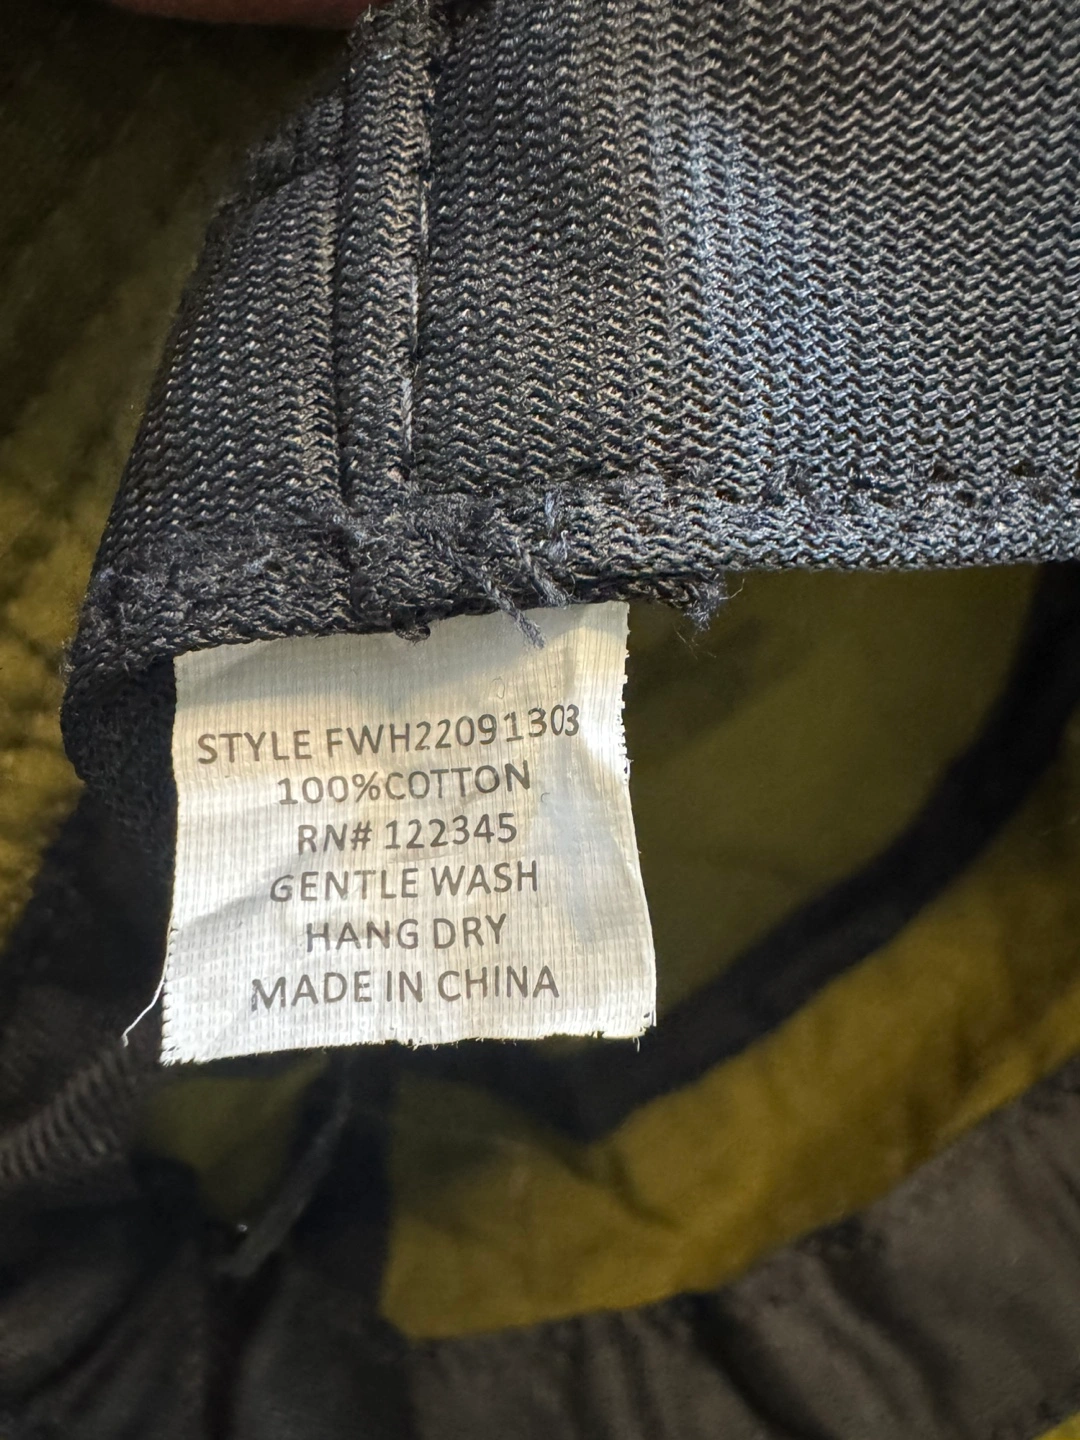 STYLE FWH22091303
100%COTTON
RN# 122345
GENTLE WASH
HANG DRY
MADE IN CHINA